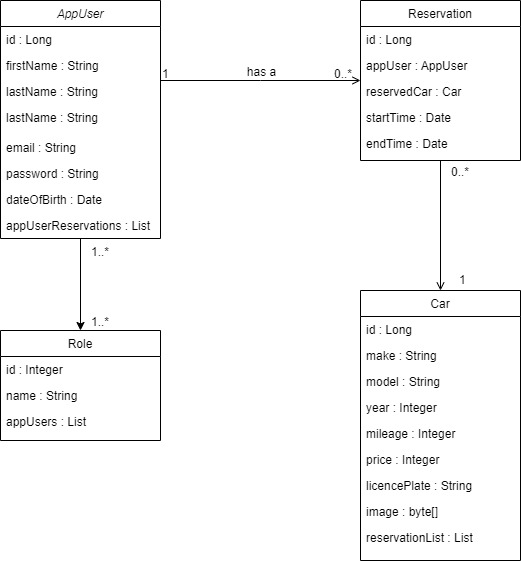 AppUser
id : Long
firstName : String
lastName : String
lastName : String
email : String
password : String
dateOfBirth : Date
appUserReservations : List
1
has a
0..*
Reservation
id : Long
appUser : AppUser
reservedCar : Car
startTime : Date
endTime : Date
1..*
1..*
Role
id : Integer
name : String
appUsers : List
0..*
1
Car
id : Long
make : String
model : String
year : Integer
mileage : Integer
price : Integer
licencePlate : String
image : byte[]
reservationList : List